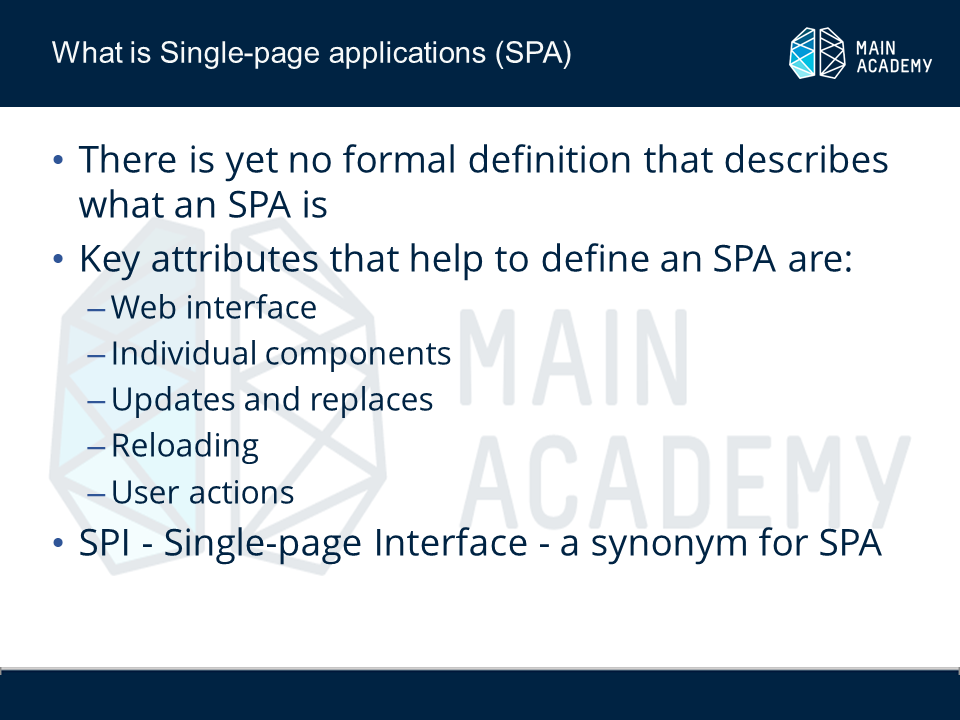 What is Single-page applications (SPA)
MAIN
ACADEMY
• There is yet no formal definition that describes
what an SPA is
• Key attributes that help to define an SPA are:
– Web interface
– Individual components
– Updates and replaces
– Reloading
– User actions
• SPI - Single-page Interface - a synonym for SPA
MAIN
ACADEMY